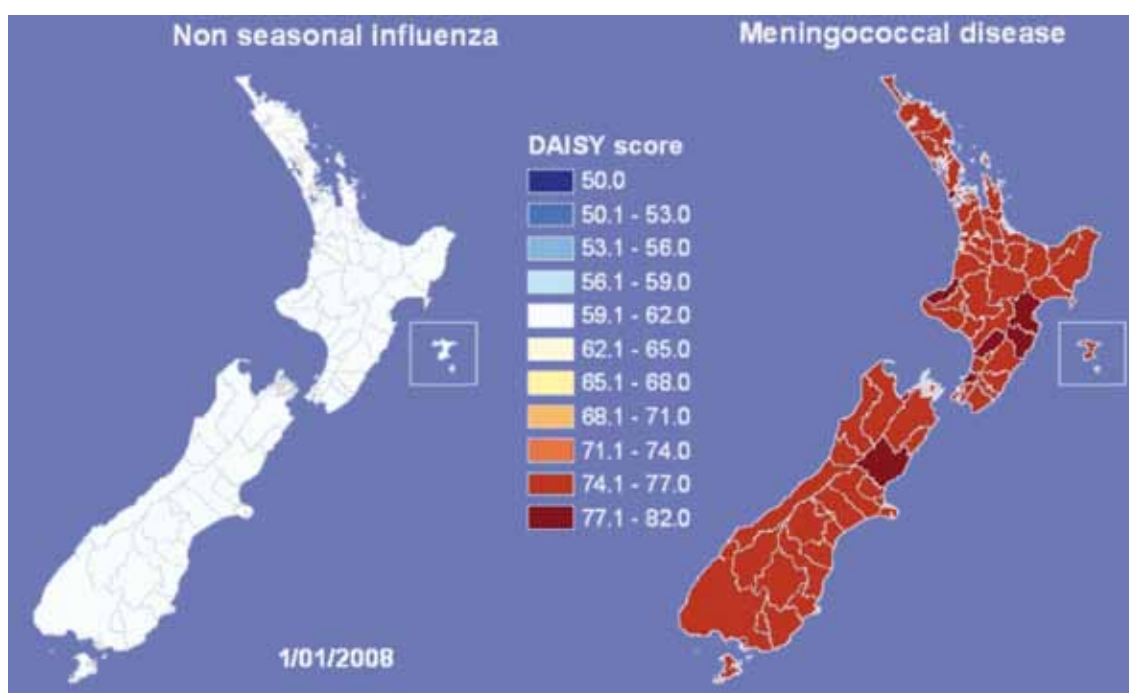 Non seasonal influenza
Meningococcal disease
DAISY score
50.0
50.1 - 53.0
53.1 - 56.0
56.1 - 59.0
59.1 - 62.0
62.1 - 65.0
65.1 - 68.0
68.1 - 71.0
71.1 - 74.0
74.1 - 77.0
77.1 - 82.0
1/01/2008